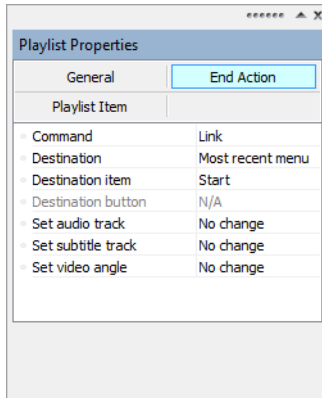 Playlist Properties
General End Action
Playlist Item
Command Link
Destination Most recent menu
Destination item Start
Destination button N/A
Set audio track No change
Set subtitle track No change
Set video angle No change